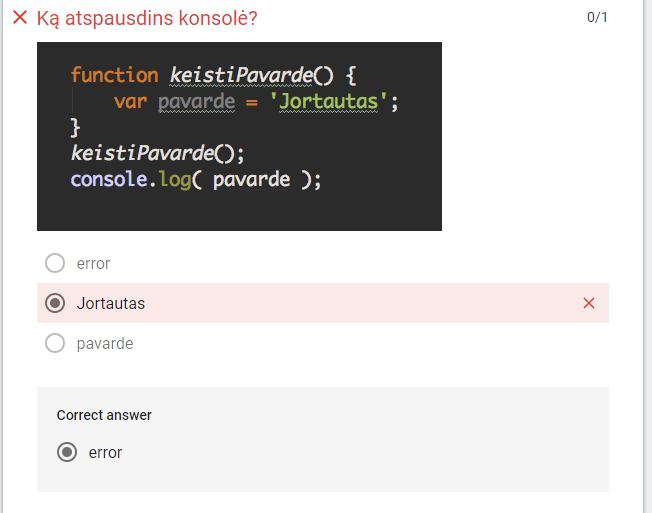 Ką atspausdins konsolė?
0/1
function keistiPavarde() {
var pavarde = 'Jortautas';
}
keistiPavarde();
console.log( pavarde );
error
Jortautas
pavarde
Correct answer
error